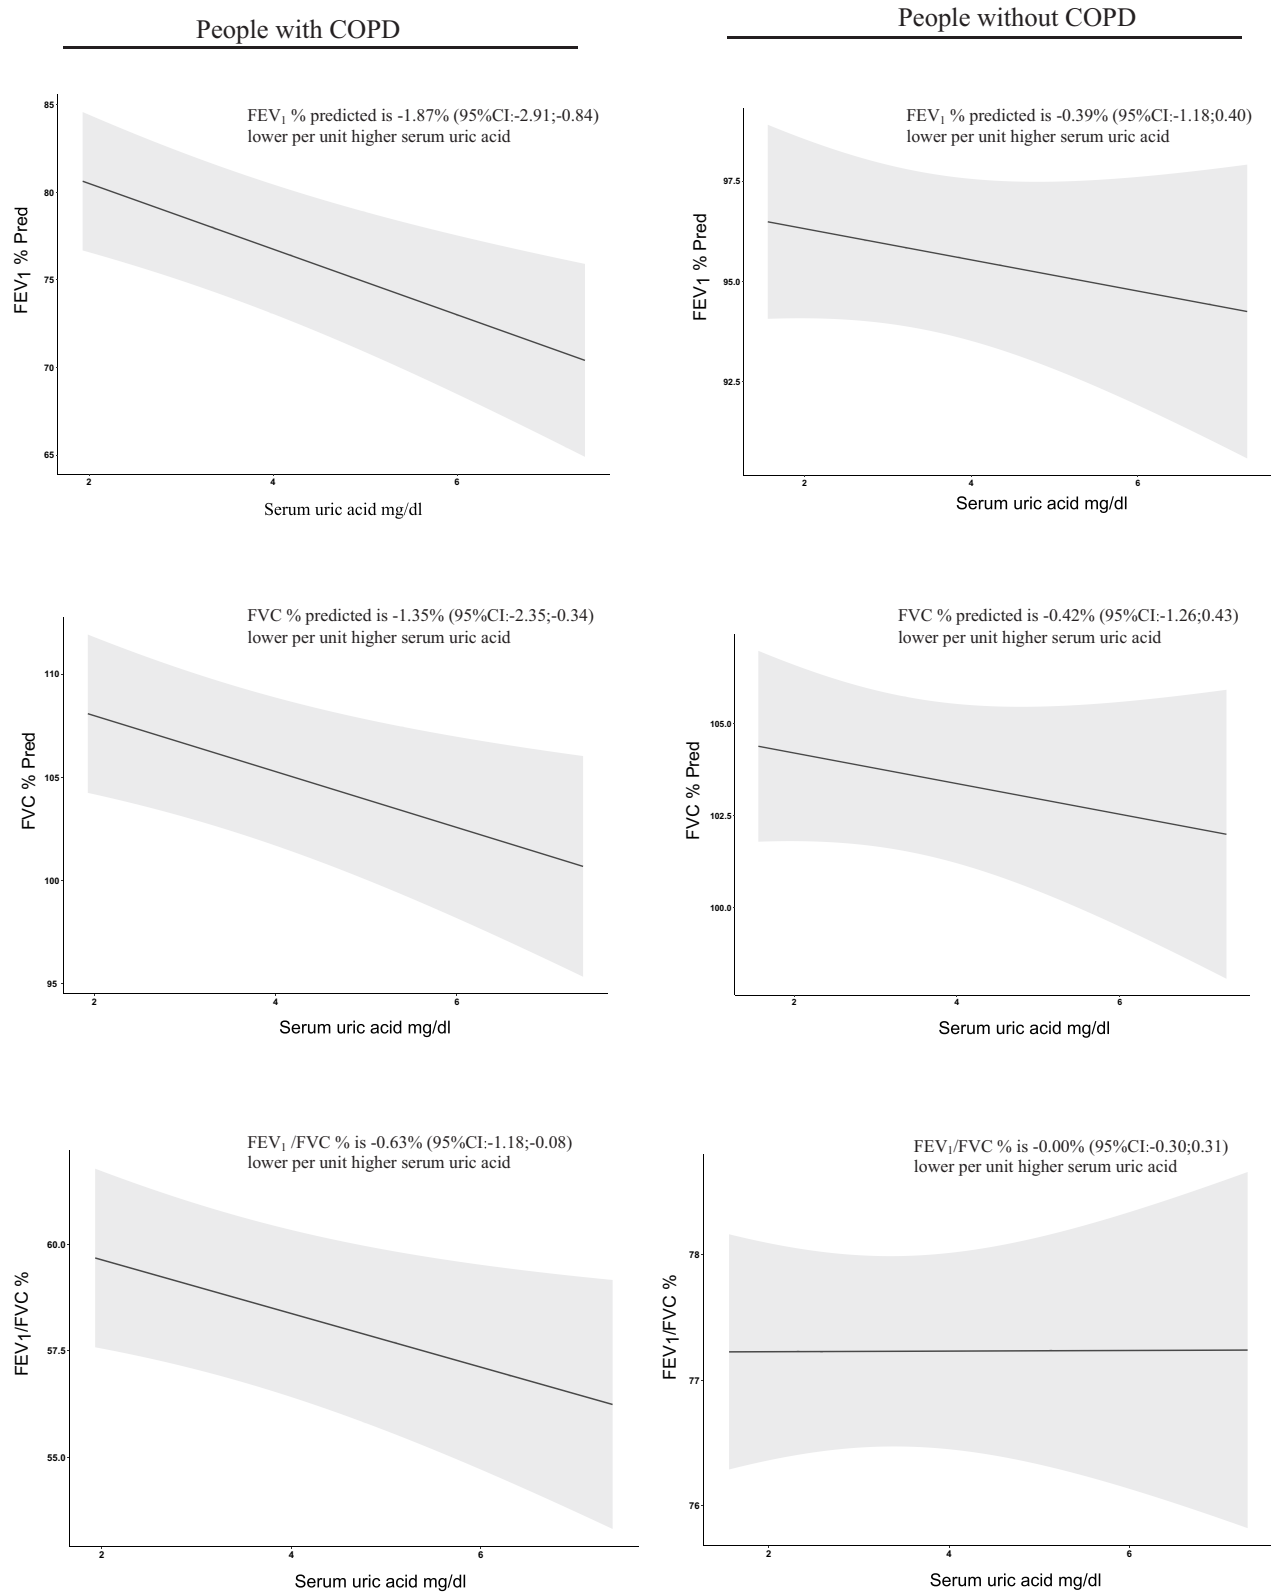 People with COPD
People without COPD
FEV1 % predicted is -1.87% (95%CI:-2.91;-0.84)
lower per unit higher serum uric acid
85
80
75
70
65
FEV1 % Pred
2 4 6
Serum uric acid mg/dl
FEV1 % predicted is -0.39% (95%CI:-1.18;0.40)
lower per unit higher serum uric acid
97.5
95.0
92.5
FEV1 % Pred
2 4 6
Serum uric acid mg/dl
FVC % predicted is -1.35% (95%CI:-2.35;-0.34)
lower per unit higher serum uric acid
110
105
100
95
FVC % Pred
2 4 6
Serum uric acid mg/dl
FVC % predicted is -0.42% (95%CI:-1.26;0.43)
lower per unit higher serum uric acid
105.0
102.5
100.0
FVC % Pred
2 4 6
Serum uric acid mg/dl
FEV1 /FVC % is -0.63% (95%CI:-1.18;-0.08)
lower per unit higher serum uric acid
60.0
57.5
55.0
FEV1/FVC %
2 4 6
Serum uric acid mg/dl
FEV1/FVC % is -0.00% (95%CI:-0.30;0.31)
lower per unit higher serum uric acid
78
77
76
FEV1/FVC %
2 4 6
Serum uric acid mg/dl